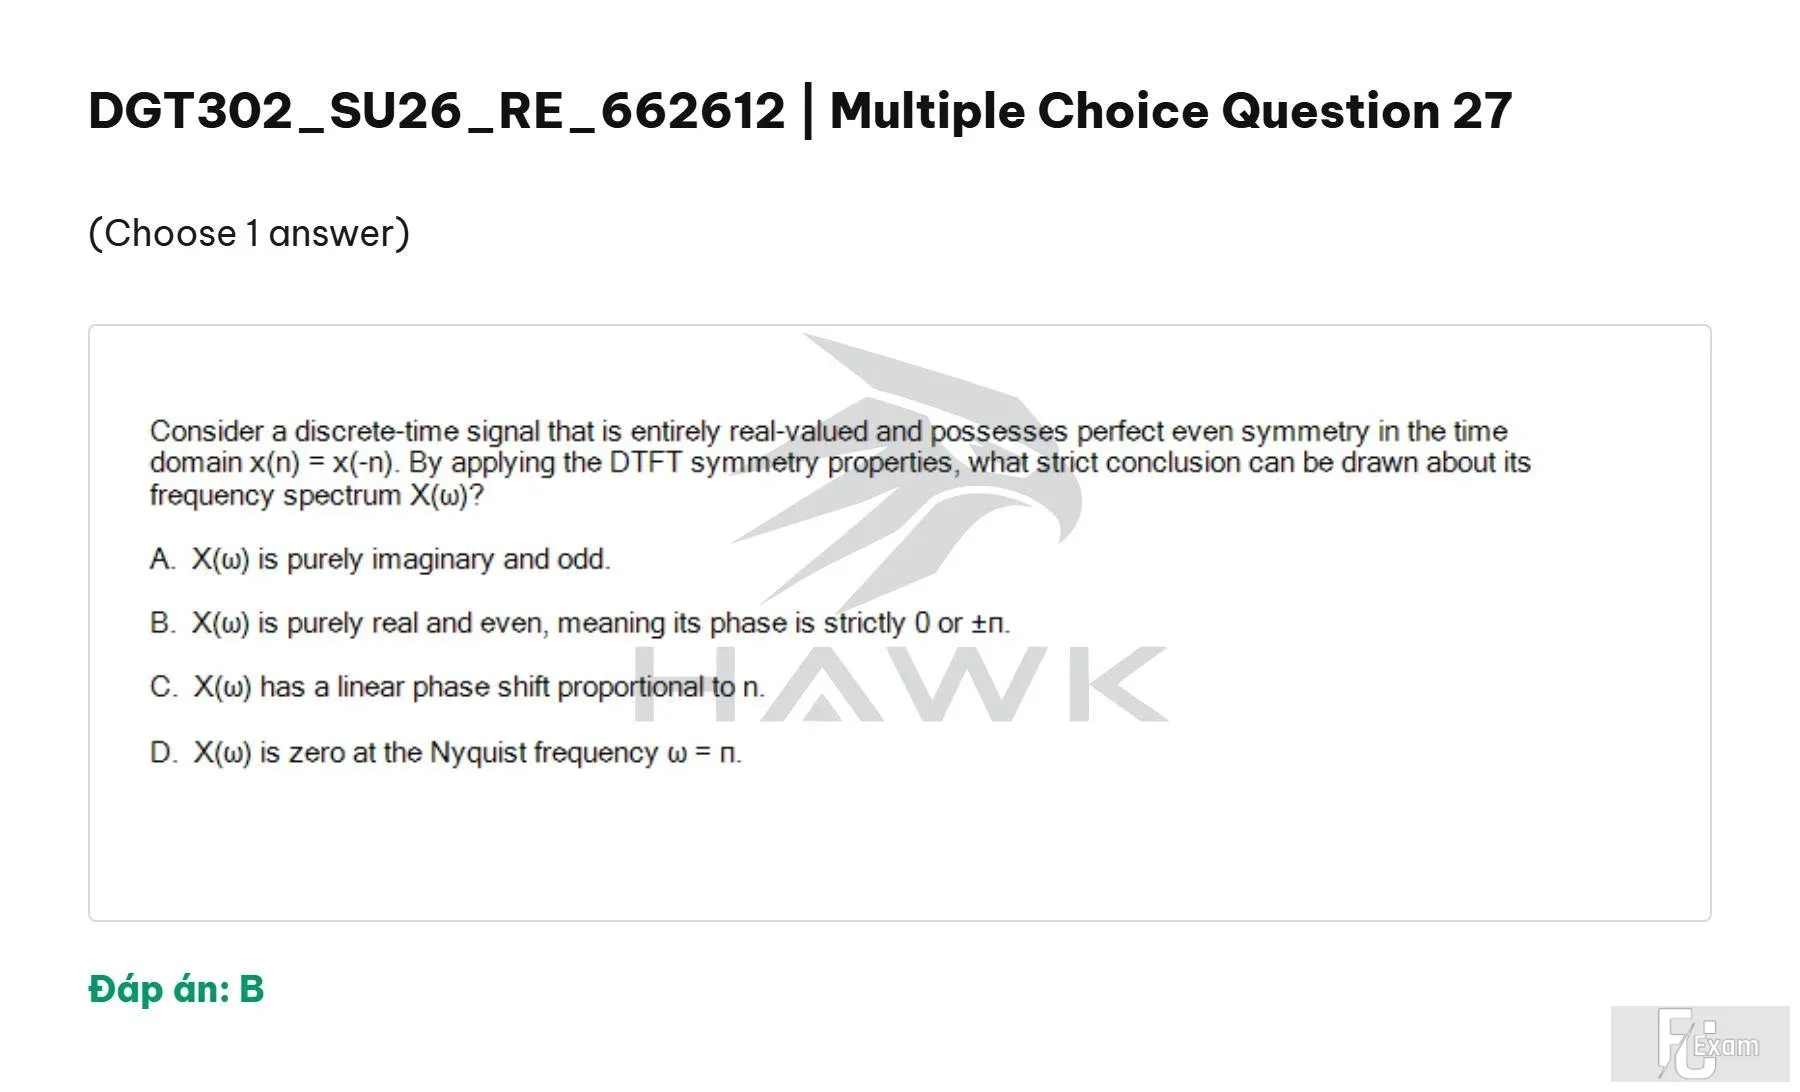 DGT302_SU26_RE_662612 | Multiple Choice Question 27
(Choose 1 answer)
Consider a discrete-time signal that is entirely real-valued and possesses perfect even symmetry in the time
domain x(n) = x(-n). By applying the DTFT symmetry properties, what strict conclusion can be drawn about its
frequency spectrum X(ω)?
A. X(ω) is purely imaginary and odd.
B. X(ω) is purely real and even, meaning its phase is strictly 0 or ±π.
C. X(ω) has a linear phase shift proportional to n.
D. X(ω) is zero at the Nyquist frequency ω = π.
HAWK
Đáp án: B
FU Exam